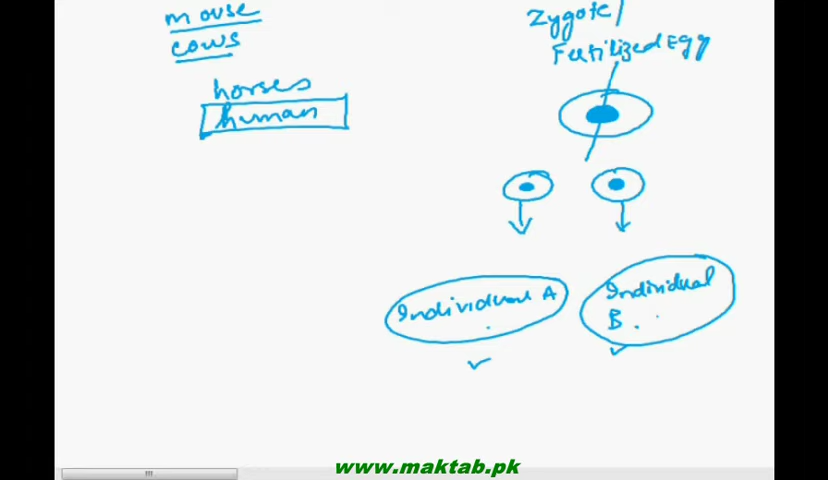 mouse
cows
horses
human
Zygote/
Fertilized Egg
Individual A
Individual
B.
www.maktab.pk